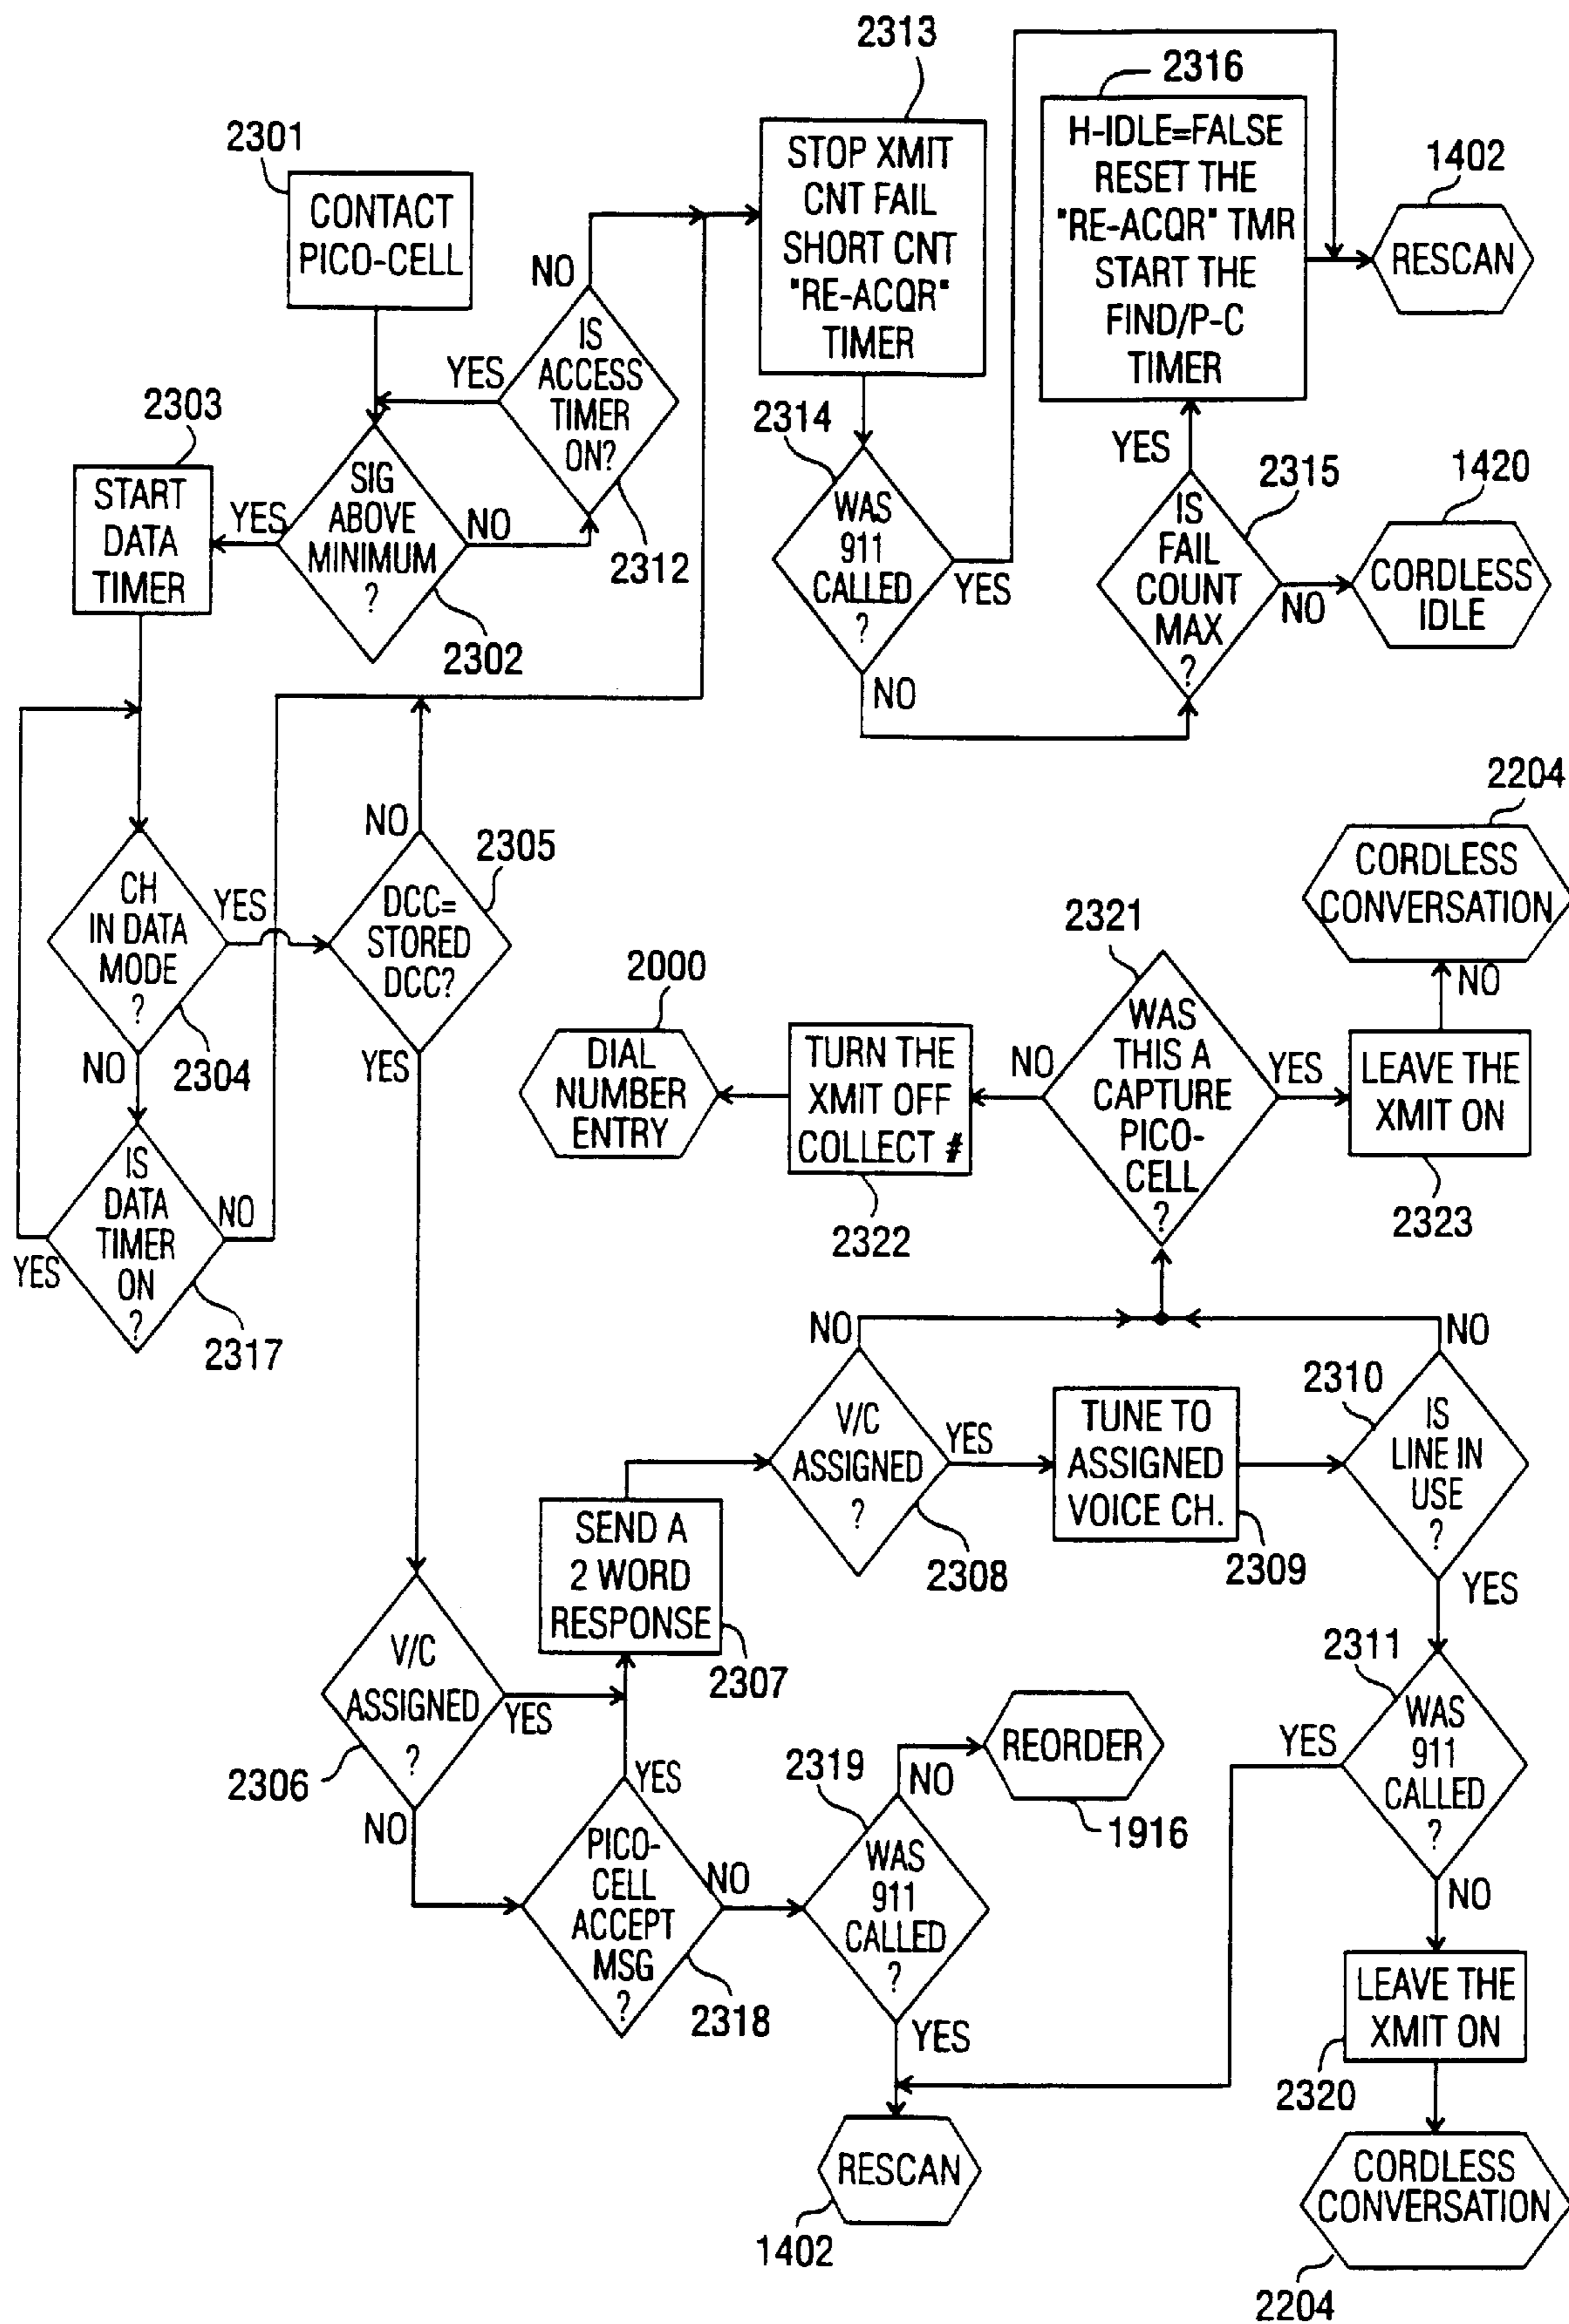 2313
STOP XMIT
CNT FAIL
SHORT CNT
"RE-ACQR"
TIMER
2316
H-IDLE=FALSE
RESET THE
"RE-ACQR" TMR
START THE
FIND/P-C
TIMER
1402
RESCAN
2301
CONTACT
PICO-CELL
NO
IS
ACCESS
TIMER
ON?
YES
2312
2303
START
DATA
TIMER
YES
SIG
ABOVE
MINIMUM
?
NO
2302
2314
WAS
911
CALLED
?
YES
NO
YES
2315
IS
FAIL
COUNT
MAX
?
NO
1420
CORDLESS
IDLE
CH
IN DATA
MODE
?
YES
NO
2304
NO
2305
DCC=
STORED
DCC?
YES
IS
DATA
TIMER
ON
?
NO
YES
2317
2204
CORDLESS
CONVERSATION
NO
2321
WAS
THIS A
CAPTURE
PICO-
CELL
?
NO
YES
2000
DIAL
NUMBER
ENTRY
TURN THE
XMIT OFF
COLLECT #
2322
LEAVE THE
XMIT ON
2323
NO
V/C
ASSIGNED
?
YES
2308
TUNE TO
ASSIGNED
VOICE CH.
2309
NO
2310
IS
LINE IN
USE
?
YES
SEND A
2 WORD
RESPONSE
2307
V/C
ASSIGNED
?
YES
2306
NO
YES
PICO-
CELL
ACCEPT
MSG
?
NO
2318
2319
WAS
911
CALLED
?
NO
YES
REORDER
1916
2311
WAS
911
CALLED
?
YES
NO
LEAVE THE
XMIT ON
2320
RESCAN
1402
CORDLESS
CONVERSATION
2204